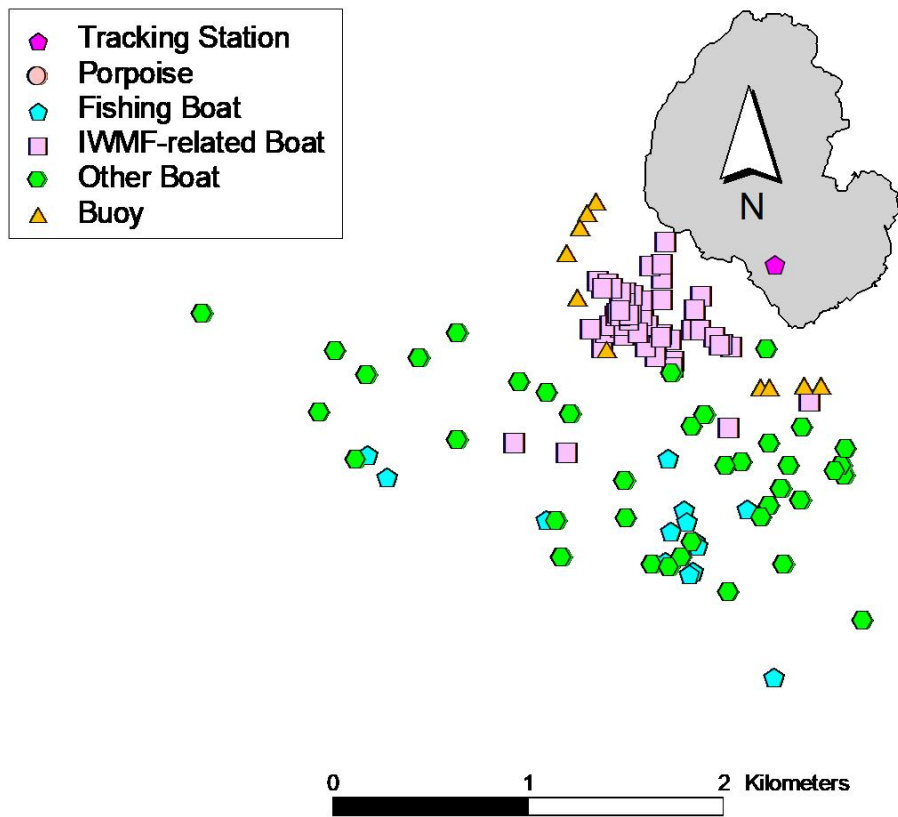 Tracking Station
Porpoise
Fishing Boat
IWMF-related Boat
Other Boat
Buoy
N
0 1 2 Kilometers